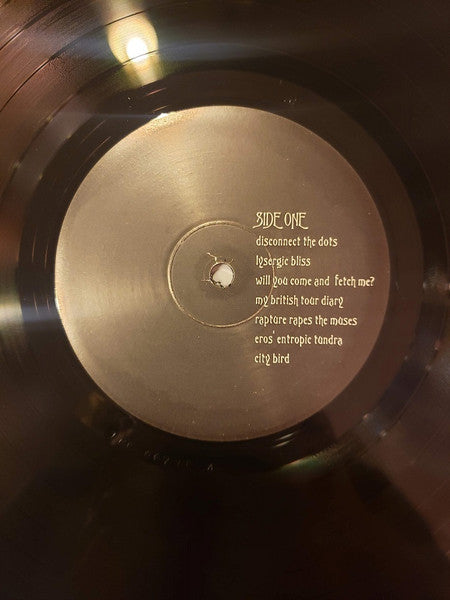 SIDE ONE
disconnect the dots
lysergic bliss
will you come and fetch me?
my british tour diary
rapture rapes the muses
eros' entropic tundra
city bird